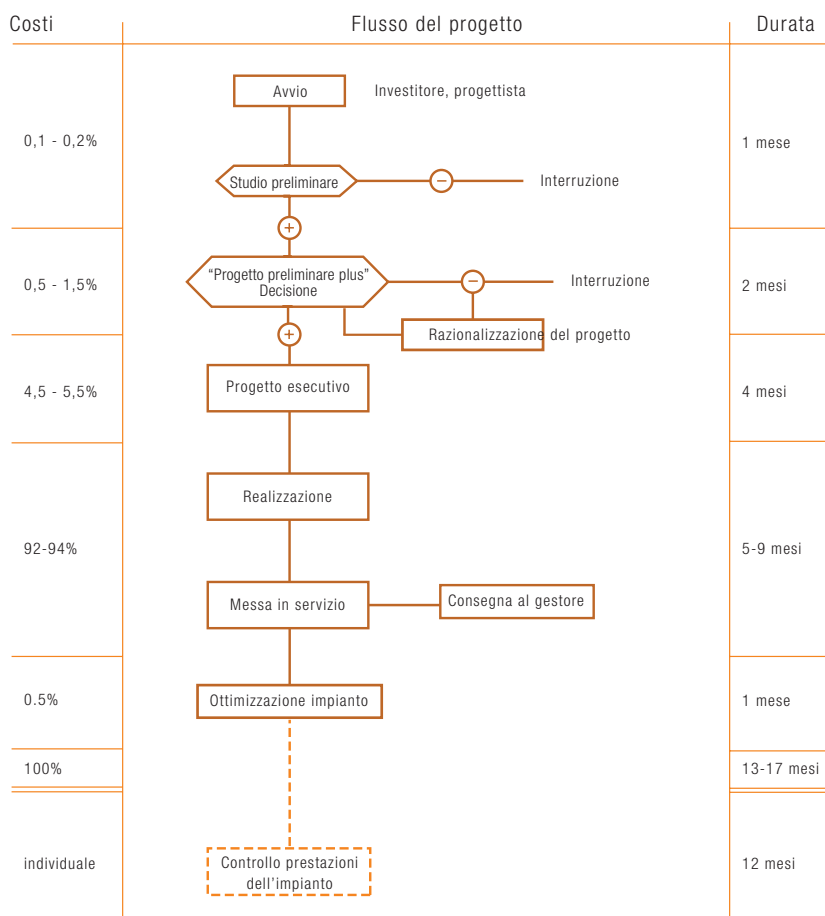 Costi
Flusso del progetto
Durata
Avvio
Investitore, progettista
0,1 - 0,2%
1 mese
Studio preliminare
−
Interruzione
+
"Progetto preliminare plus"
Decisione
−
Interruzione
0,5 - 1,5%
2 mesi
+
Razionalizzazione del progetto
Progetto esecutivo
4,5 - 5,5%
4 mesi
Realizzazione
92-94%
5-9 mesi
Messa in servizio
Consegna al gestore
0.5%
Ottimizzazione impianto
1 mese
100%
13-17 mesi
individuale
Controllo prestazioni
dell'impianto
12 mesi